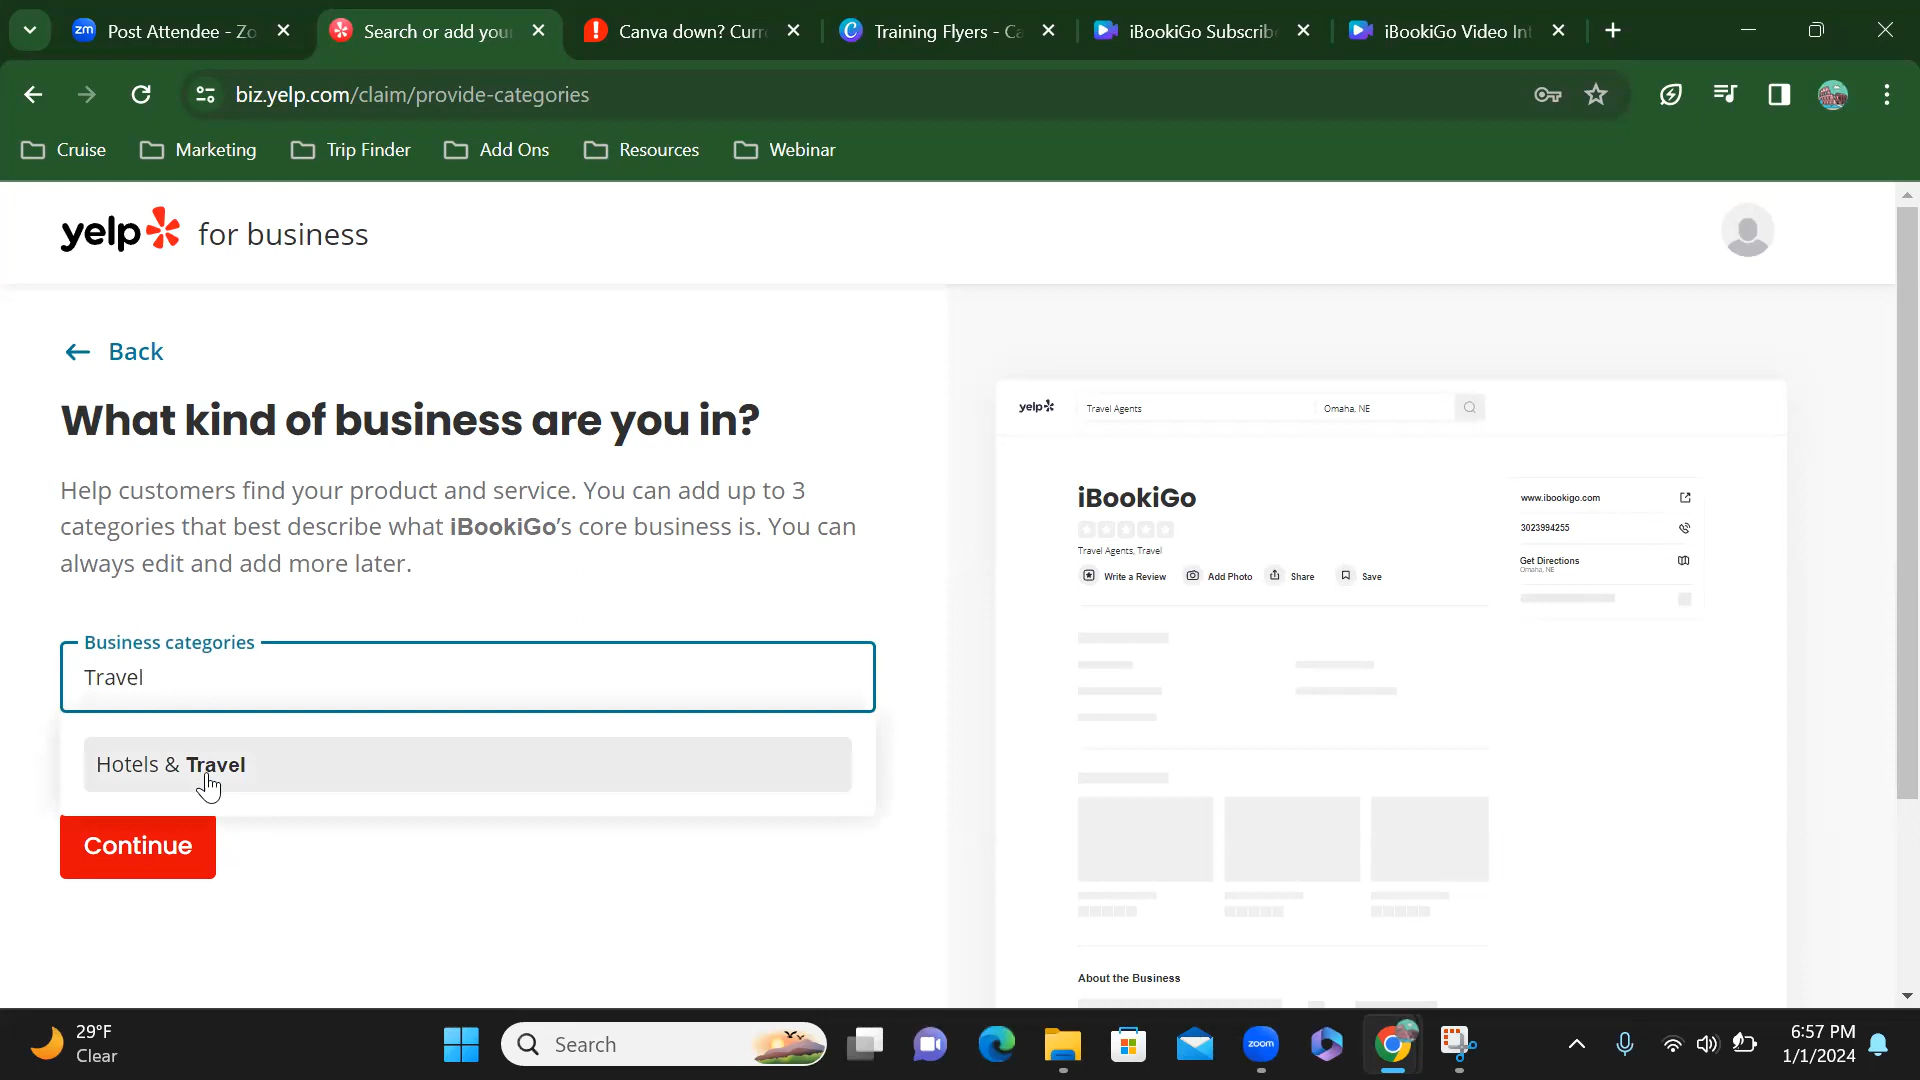 Post Attendee - Zo
Search or add you
Canva down? Curr
Training Flyers - Ca
iBookiGo Subscrib
iBookiGo Video Int
biz.yelp.com/claim/provide-categories
Cruise
Marketing
Trip Finder
Add Ons
Resources
Webinar
yelp for business
Back
What kind of business are you in?
Help customers find your product and service. You can add up to 3
categories that best describe what iBookiGo's core business is. You can
always edit and add more later.
Business categories
Travel
Hotels & Travel
Continue
yelp
Travel Agents
Omaha, NE
iBookiGo
Travel Agents, Travel
Write a Review
Add Photo
Share
Save
www.ibookigo.com
3023994255
Get Directions
Omaha, NE
About the Business
29°F
Clear
Search
zoom
6:57 PM
1/1/2024